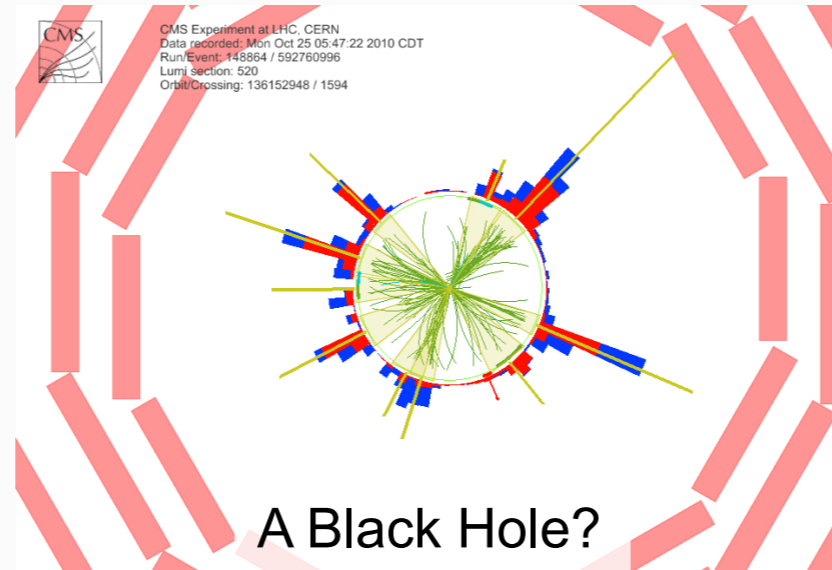 CMS
CMS Experiment at LHC, CERN
Data recorded: Mon Oct 25 05:47:22 2010 CDT
Run/Event: 148864 / 592760996
Lumi section: 520
Orbit/Crossing: 136152948 / 1594
A Black Hole?